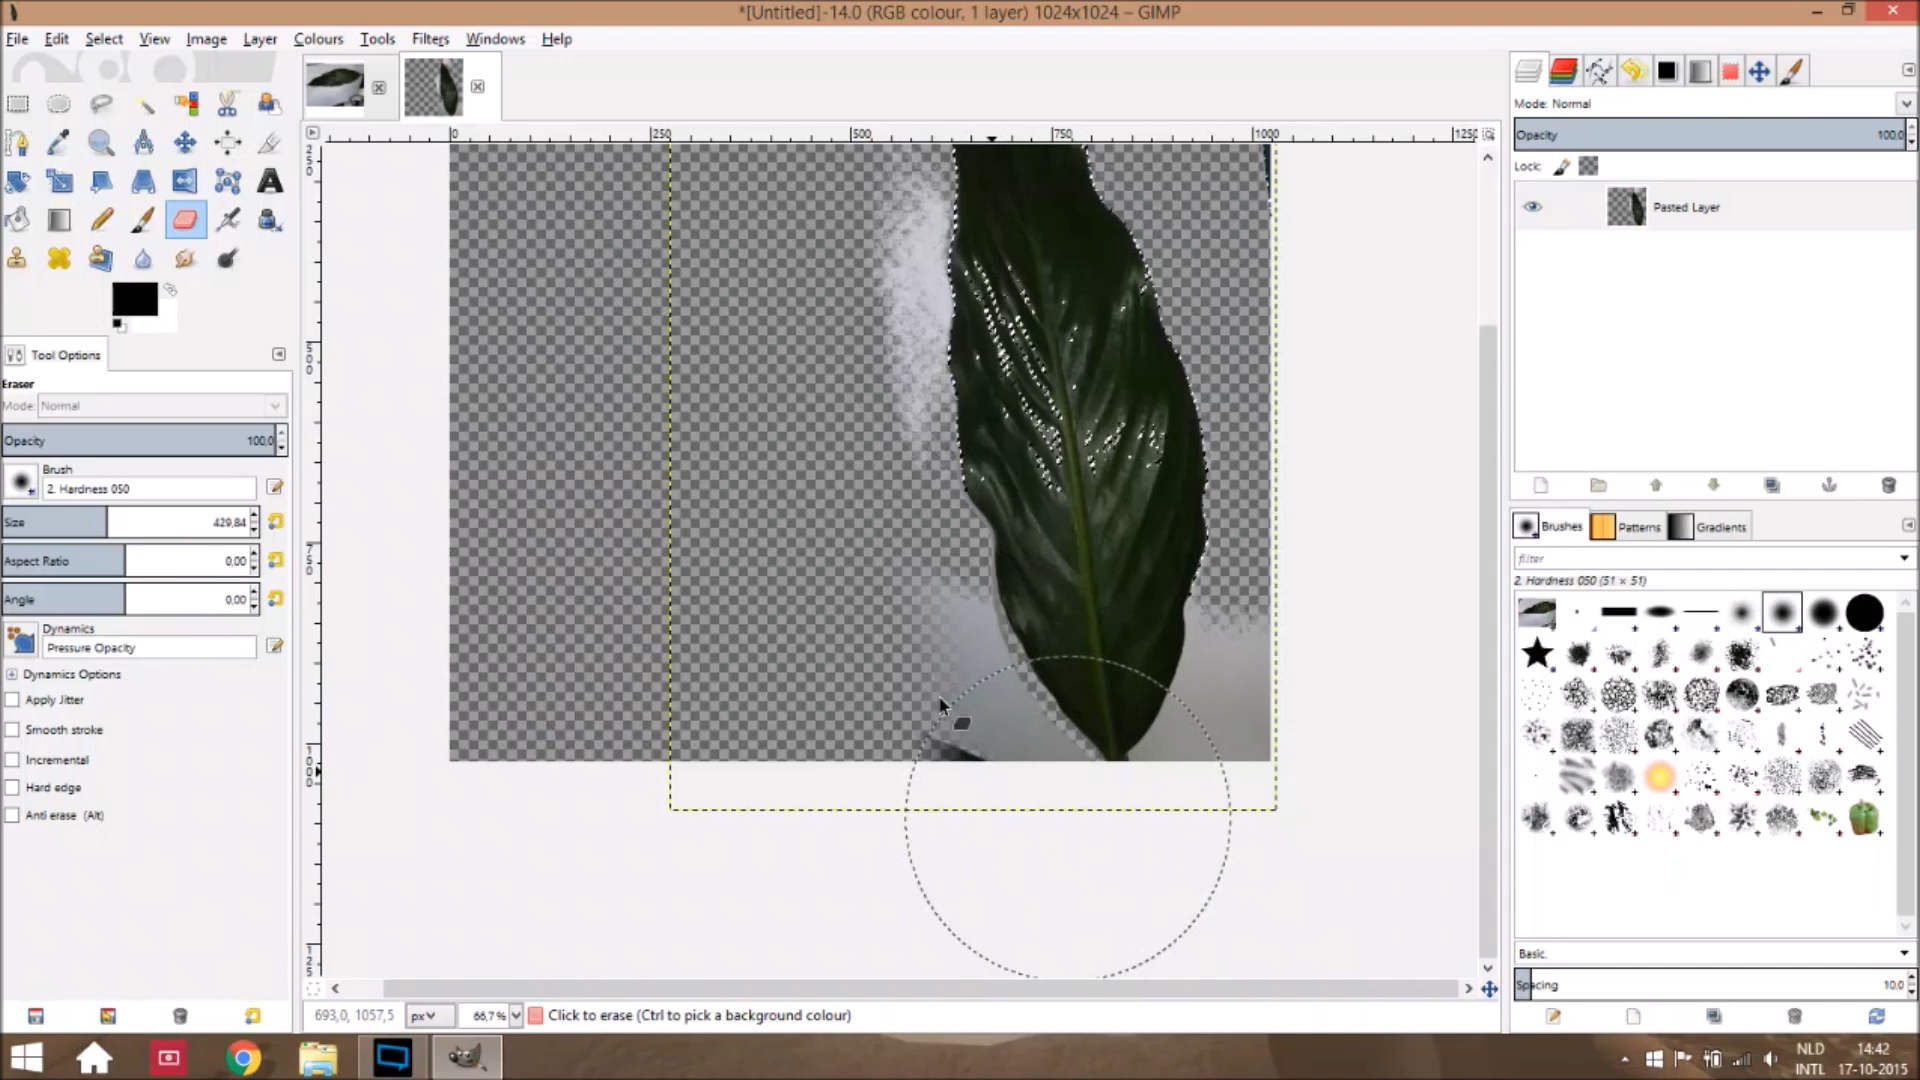 *[Untitled]-14.0 (RGB colour, 1 layer) 1024x1024 – GIMP
File Edit Select View Image Layer Colours Tools Filters Windows Help
Tool Options
Eraser
Mode: Normal
Opacity 100,0
Brush
2. Hardness 050
Size 429,84
Aspect Ratio 0,00
Angle 0,00
Dynamics
Pressure Opacity
Dynamics Options
Apply Jitter
Smooth stroke
Incremental
Hard edge
Anti erase (Alt)
0 250 500 750 1000 1250
250
500
750
1000
125
693,0, 1057,5 px 66,7 % Click to erase (Ctrl to pick a background colour)
Mode: Normal
Opacity 100,0
Lock:
Pasted Layer
Brushes Patterns Gradients
filter
2. Hardness 050 (51 × 51)
Basic,
Spacing 10,0
NLD 14:42
INTL 17-10-2015